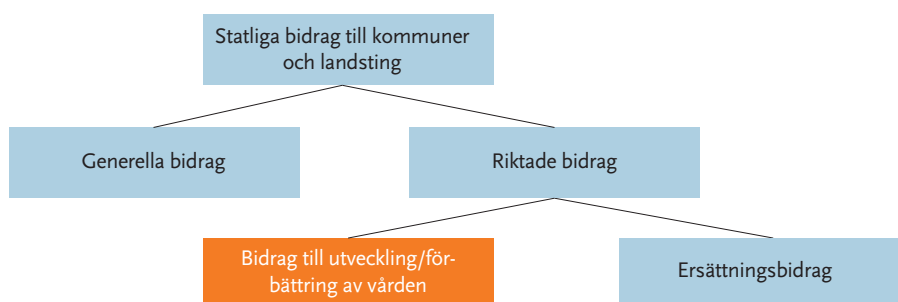 Statliga bidrag till kommuner
och landsting
Generella bidrag
Riktade bidrag
Bidrag till utveckling/för-
bättring av vården
Ersättningsbidrag